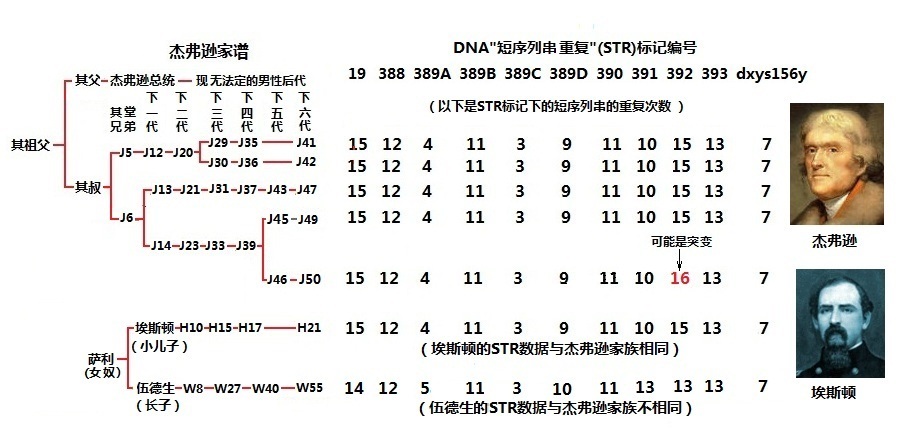 杰弗逊家谱
DNA"短序列串重复"(STR)标记编号
19 388 389A 389B 389C 389D 390 391 392 393 dxys156y
（以下是STR标记下的短序列串的重复次数）
其祖父
其父 杰弗逊总统 现无法定的男性后代
其叔
其堂兄弟 下一代 下二代 下三代 下四代 下五代 下六代
J5 J12 J20 J29 J35 J41
15 12 4 11 3 9 11 10 15 13 7
J30 J36 J42
15 12 4 11 3 9 11 10 15 13 7
J6 J13 J21 J31 J37 J43 J47
15 12 4 11 3 9 11 10 15 13 7
J14 J23 J33 J39 J45 J49
15 12 4 11 3 9 11 10 15 13 7
可能是突变
J46 J50
15 12 4 11 3 9 11 10 16 13 7
杰弗逊
萨利
(女奴)
埃斯顿 H10 H15 H17 H21
15 12 4 11 3 9 11 10 15 13 7
（小儿子）
（埃斯顿的STR数据与杰弗逊家族相同）
伍德生 W8 W27 W40 W55
14 12 5 11 3 10 11 13 13 13 7
（长子）
（伍德生的STR数据与杰弗逊家族不相同）
埃斯顿